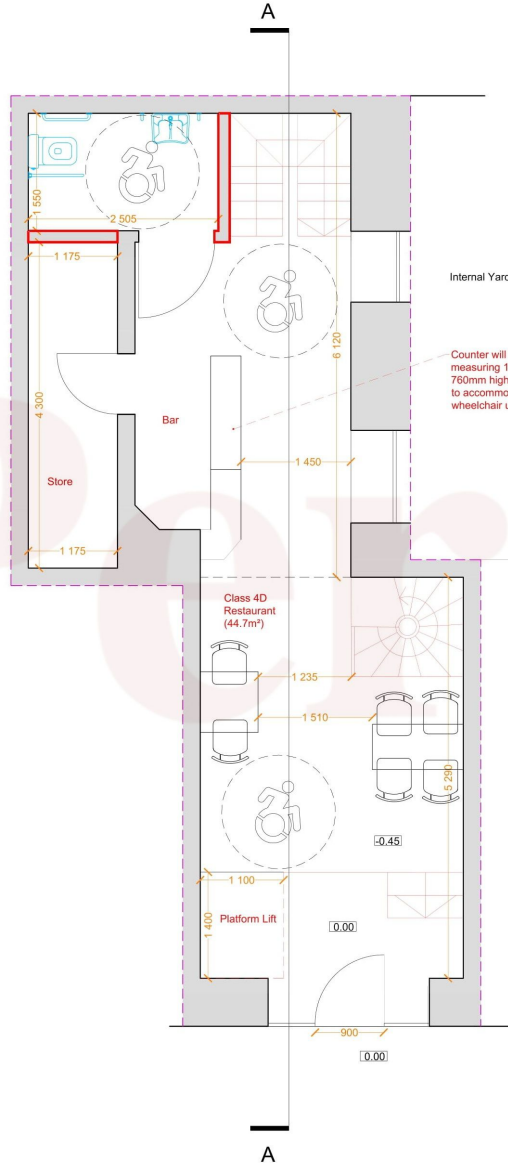 A
1 550
2 505
1 175
Internal Yard
6 120
Counter will
measuring 1
760mm high
to accommo
wheelchair u
4 300
Bar
1 450
Store
1 175
Class 4D
Restaurant
(44.7m²)
1 235
1 510
5 290
-0.45
1 100
1 400
Platform Lift
0.00
900
0.00
A
er